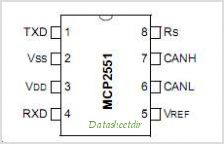 TXD 1 8 Rs
Vss 2 7 CANH
VDD 3 6 CANL
RXD 4 5 VREF
MCP2551
Datasheetdir